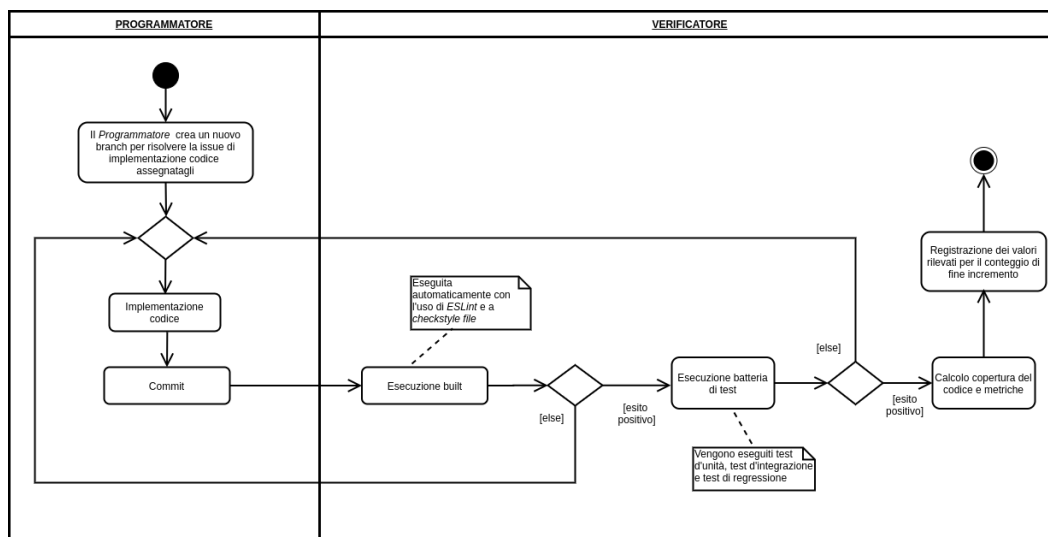 PROGRAMMATORE
VERIFICATORE
Il Programmatore crea un nuovo
branch per risolvere la issue di
implementazione codice
assegnatagli
Implementazione
codice
Commit
Eseguita
automaticamente con
l'uso di ESLint e a
checkstyle file
Esecuzione built
[else]
[esito
positivo]
Esecuzione batteria
di test
Vengono eseguiti test
d'unità, test d'integrazione
e test di regressione
[else]
[esito
positivo]
Calcolo copertura del
codice e metriche
Registrazione dei valori
rilevati per il conteggio di
fine incremento